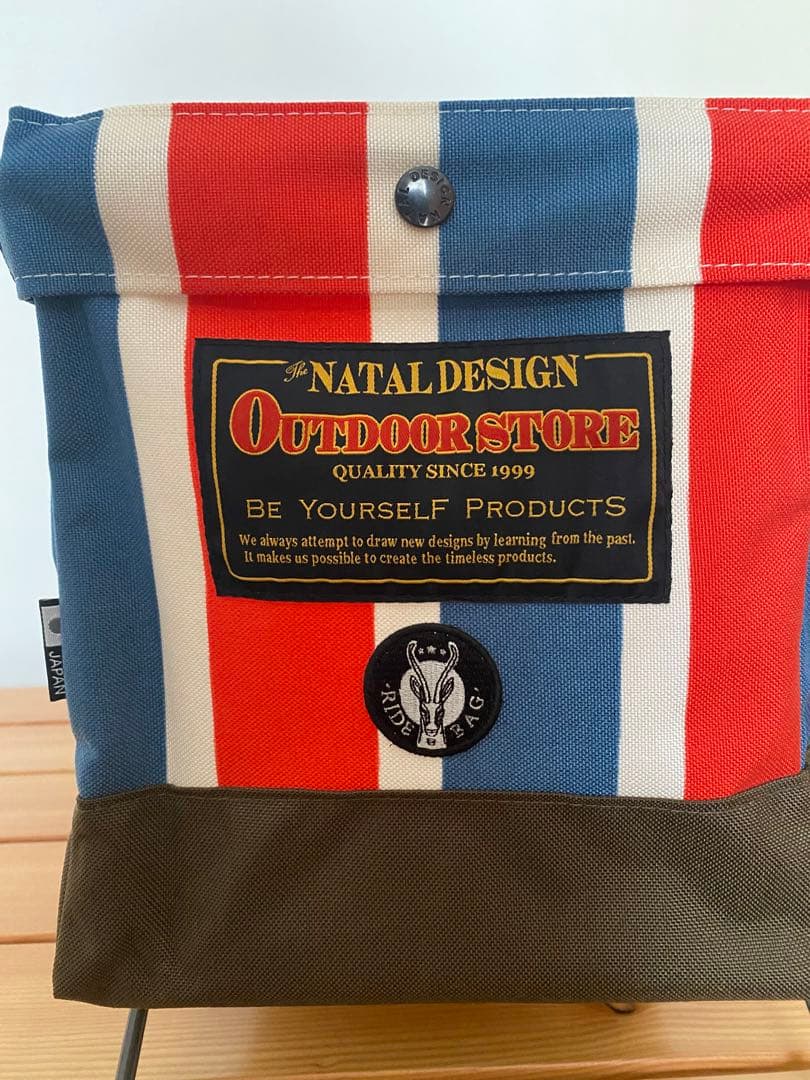 The NATAL DESIGN
OUTDOOR STORE
QUALITY SINCE 1999
BE YOURSELF PRODUCTS
We always attempt to draw new designs by learning from the past.
It makes us possible to create the timeless products.
JAPAN
RIDE BAG